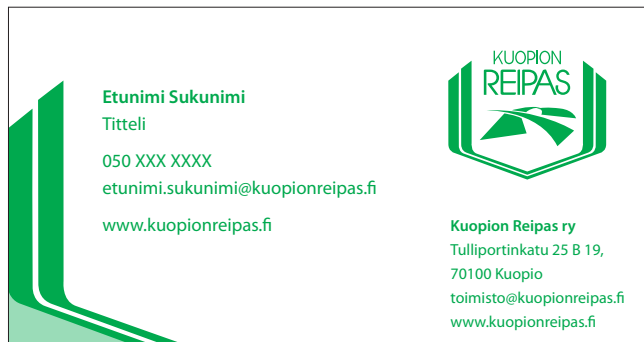 Etunimi Sukunimi
Titteli
050 XXX XXXX
etunimi.sukunimi@kuopionreipas.fi
www.kuopionreipas.fi
KUOPION
REIPAS
Kuopion Reipas ry
Tulliportinkatu 25 B 19,
70100 Kuopio
toimisto@kuopionreipas.fi
www.kuopionreipas.fi